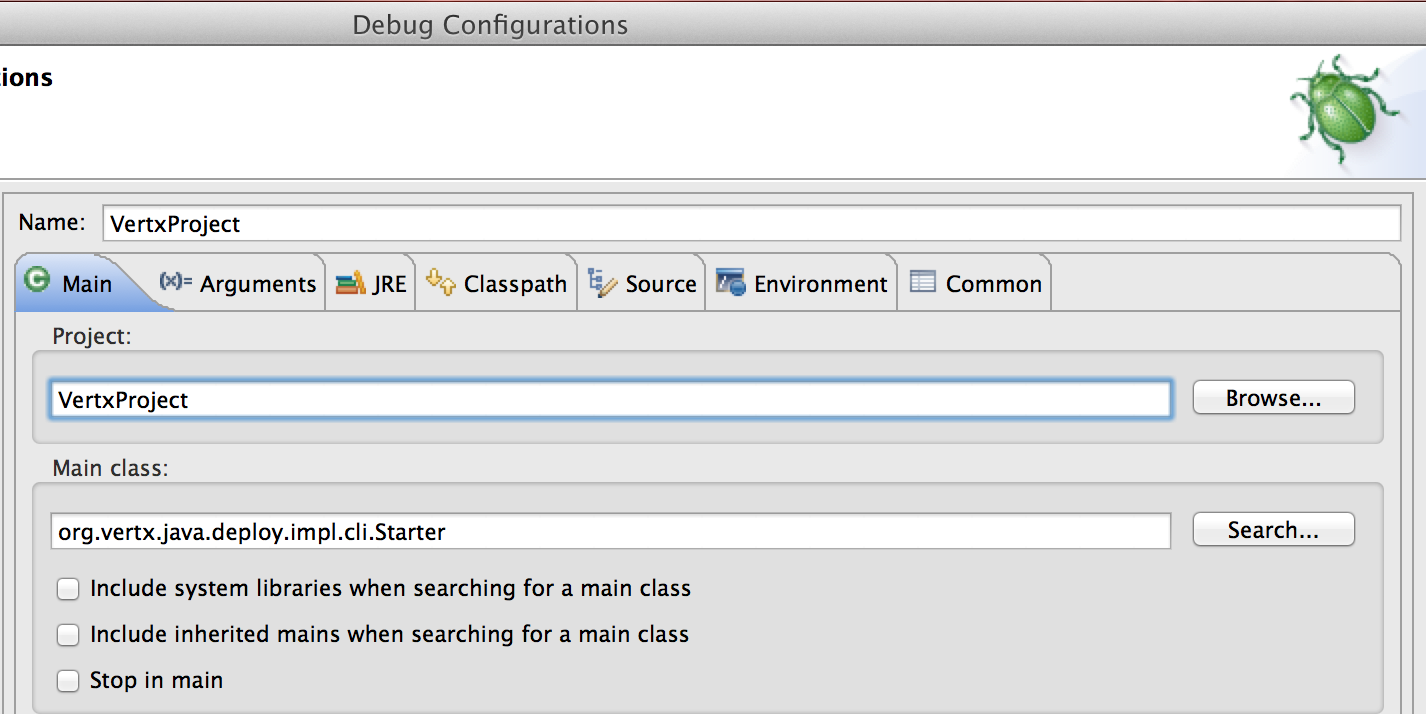 Debug Configurations
ions
Name: VertxProject
Main (x)= Arguments JRE Classpath Source Environment Common
Project:
VertxProject Browse...
Main class:
org.vertx.java.deploy.impl.cli.Starter Search...
Include system libraries when searching for a main class
Include inherited mains when searching for a main class
Stop in main